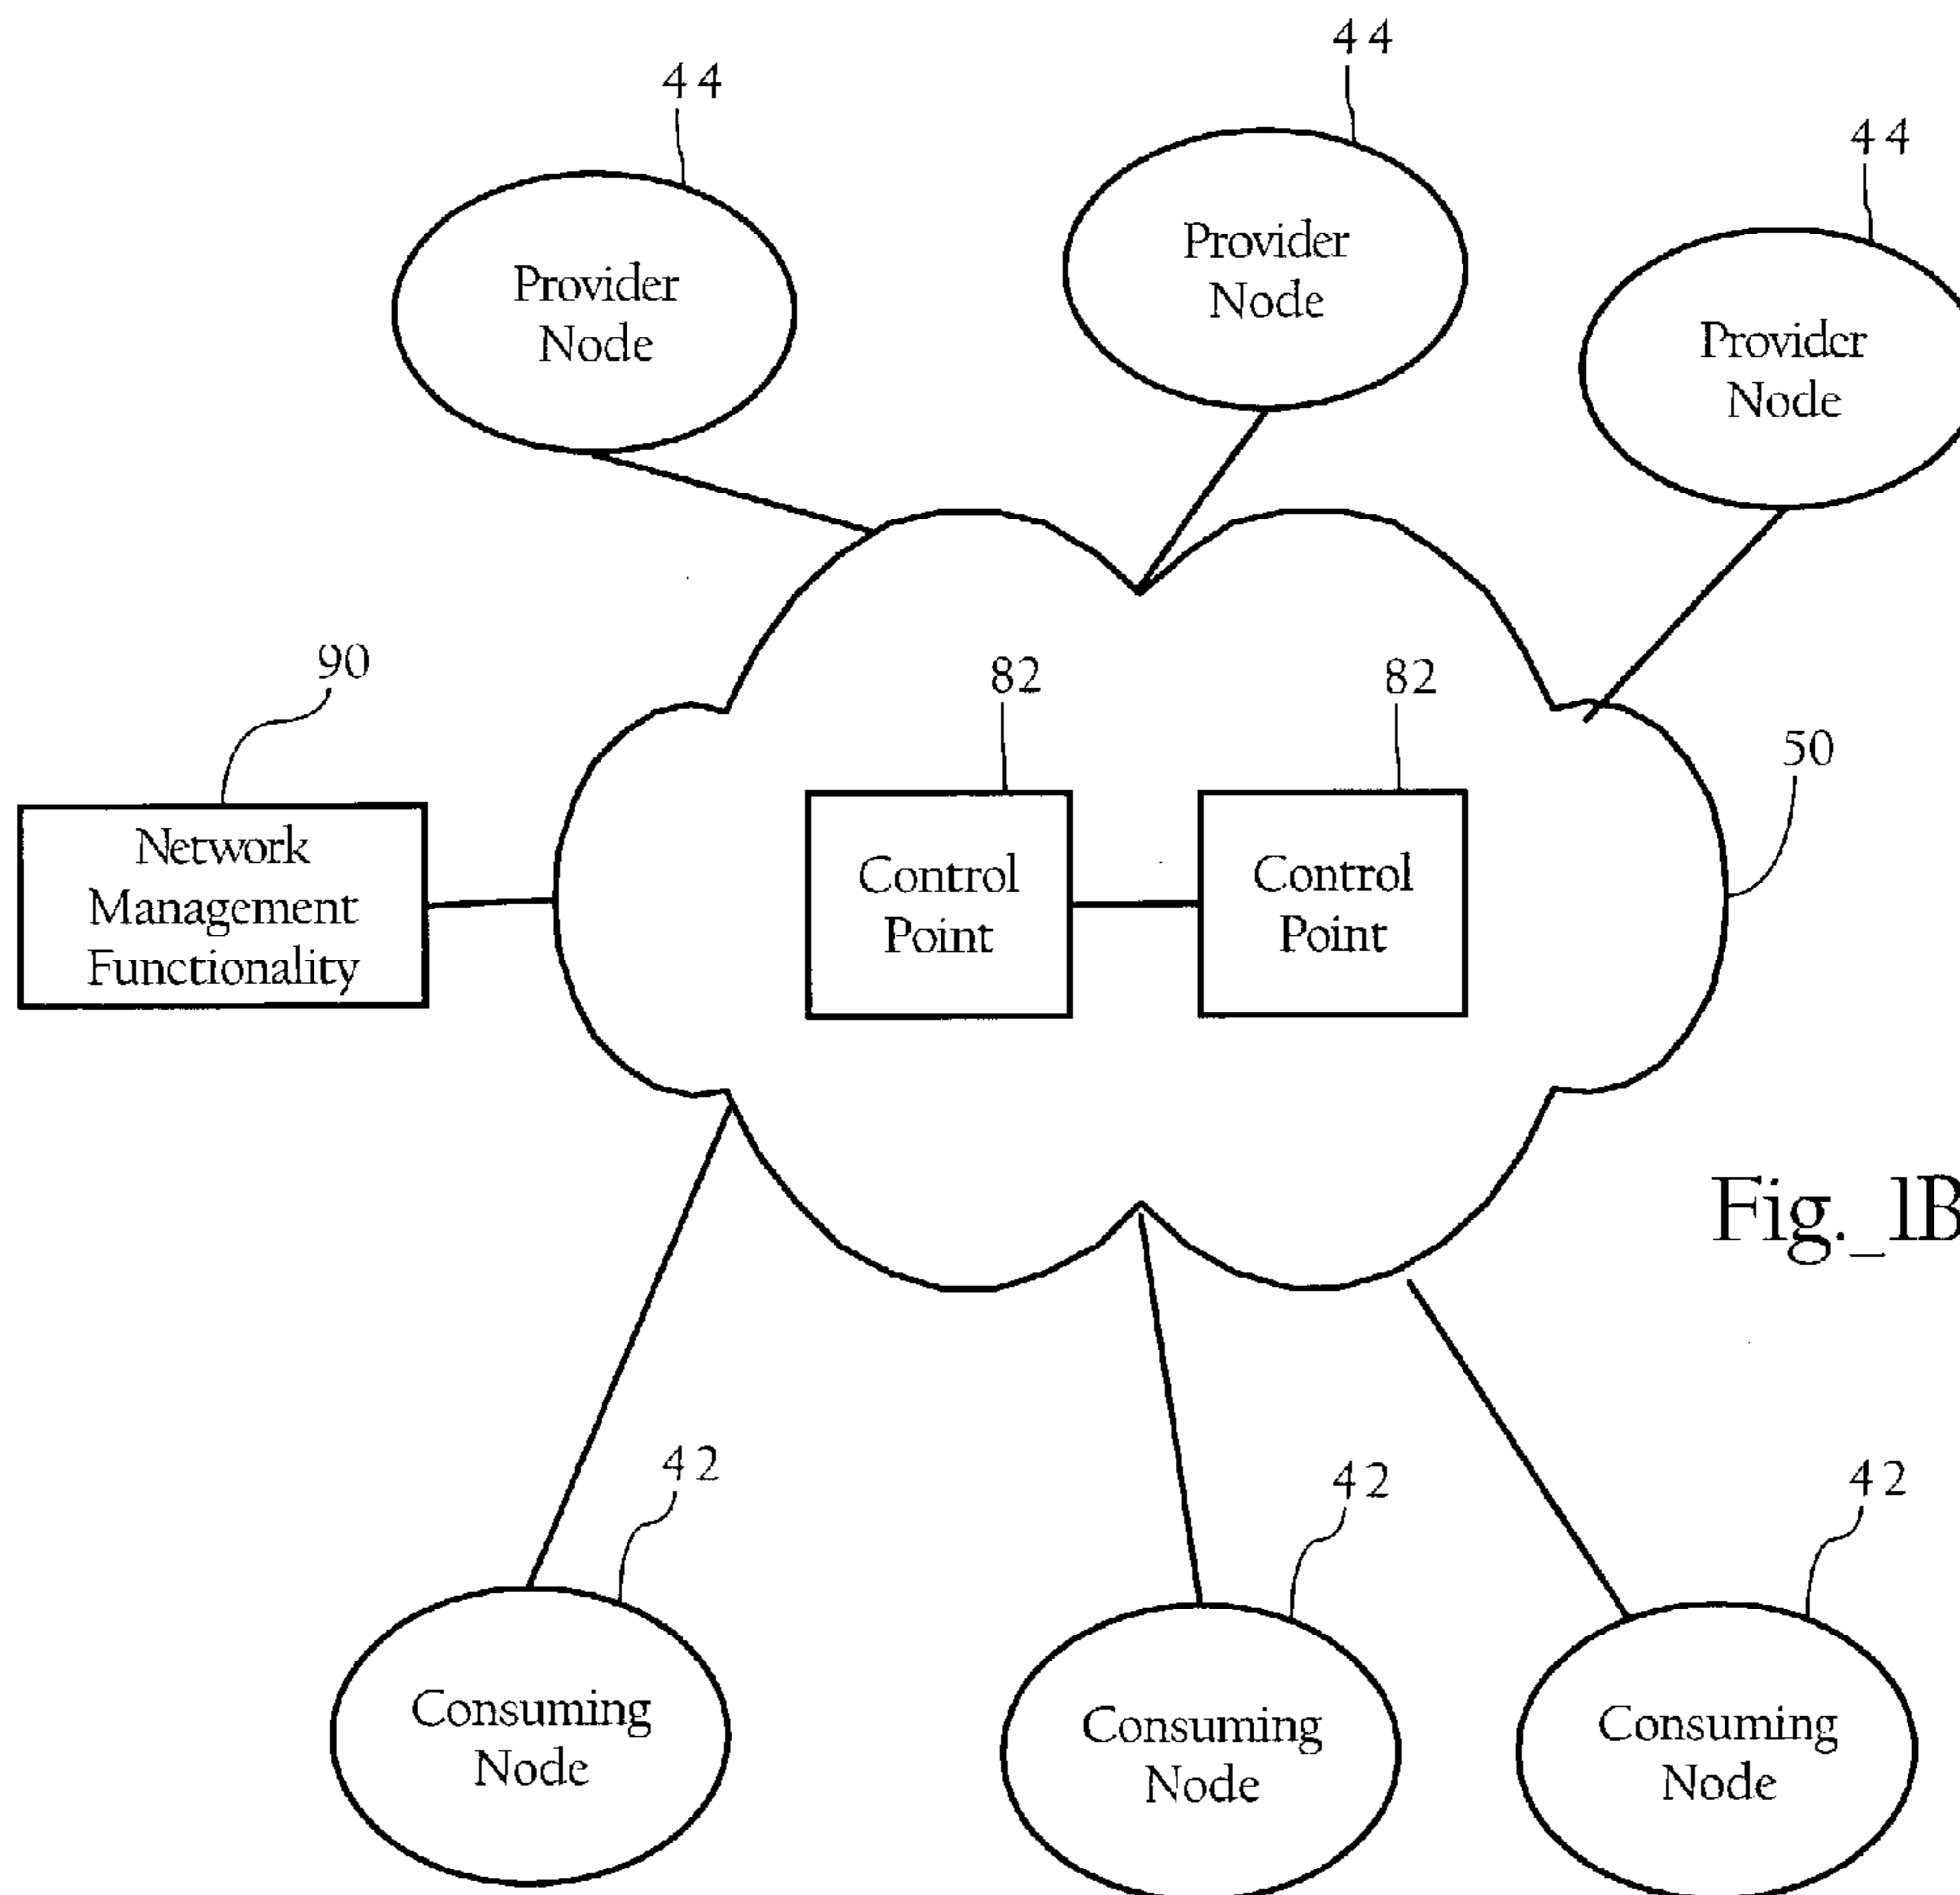 44
44
44
Provider
Node
Provider
Node
Provider
Node
90
82
82
50
Network
Management
Functionality
Control
Point
Control
Point
Fig._1B
42
42
42
Consuming
Node
Consuming
Node
Consuming
Node